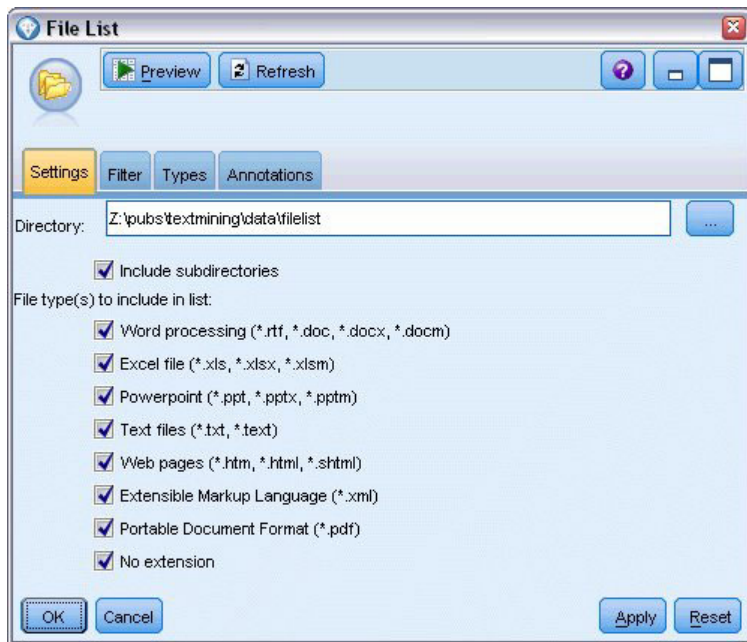 File List
Preview Refresh ?
Settings Filter Types Annotations
Directory: Z:\pubs\textmining\data\filelist ...
Include subdirectories
File type(s) to include in list:
Word processing (*.rtf, *.doc, *.docx, *.docm)
Excel file (*.xls, *.xlsx, *.xlsm)
Powerpoint (*.ppt, *.pptx, *.pptm)
Text files (*.txt, *.text)
Web pages (*.htm, *.html, *.shtml)
Extensible Markup Language (*.xml)
Portable Document Format (*.pdf)
No extension
OK Cancel Apply Reset